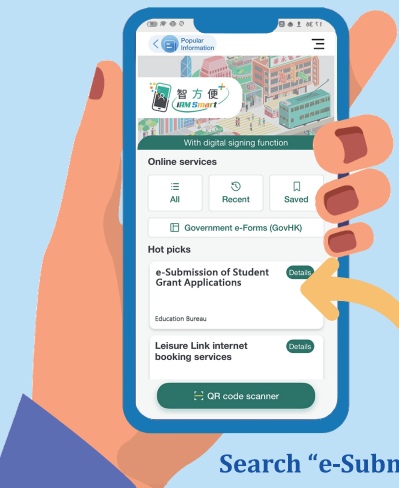 Popular
Information
智方便+
iAM Smart+
With digital signing function
Online services
All
Recent
Saved
Government e-Forms (GovHK)
Hot picks
e-Submission of Student
Grant Applications
Details
Education Bureau
Leisure Link internet
booking services
Details
QR code scanner
Search “e-Subm